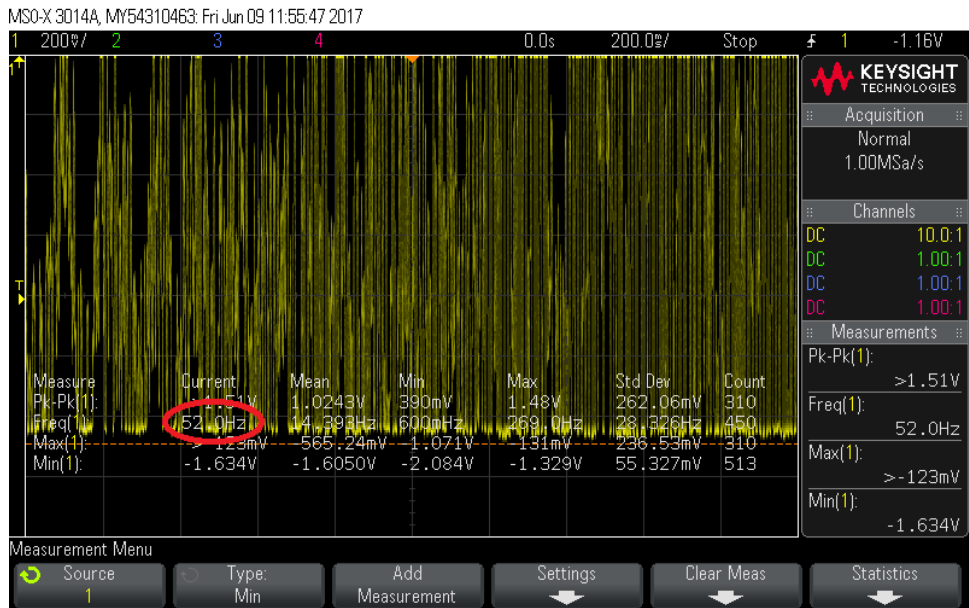 MSO-X 3014A, MY54310463: Fri Jun 09 11:55:47 2017
1 200V/ 2 3 4 0.0s 200.0s/ Stop 1 -1.16V
KEYSIGHT
TECHNOLOGIES
Acquisition
Normal
1.00MSa/s
Channels
DC 10.0:1
DC 1.00:1
DC 1.00:1
DC 1.00:1
Measurements
Pk-Pk(1):
>1.51V
Freq(1):
52.0Hz
Max(1):
>-123mV
Min(1):
-1.634V
T
Measure Current Mean Min Max Std Dev Count
Pk-Pk(1): >1.51V 1.0243V 390mV 1.48V 262.06mV 310
Freq(1): 52.0Hz 14.393Hz 600mHz 269.0Hz 28.326Hz 450
Max(1): >-123mV -565.24mV -1.071V -131mV 236.53mV 310
Min(1): -1.634V -1.6050V -2.084V -1.329V 55.327mV 513
Measurement Menu
Source
1
Type:
Min
Add
Measurement
Settings
Clear Meas
Statistics